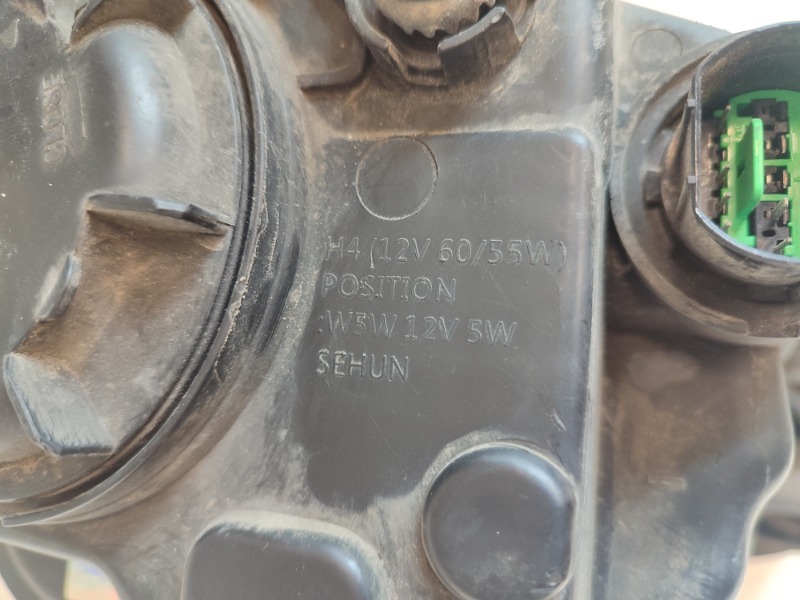 H4 (12V 60/55W)
POSITION
:W5W 12V 5W
SEHUN